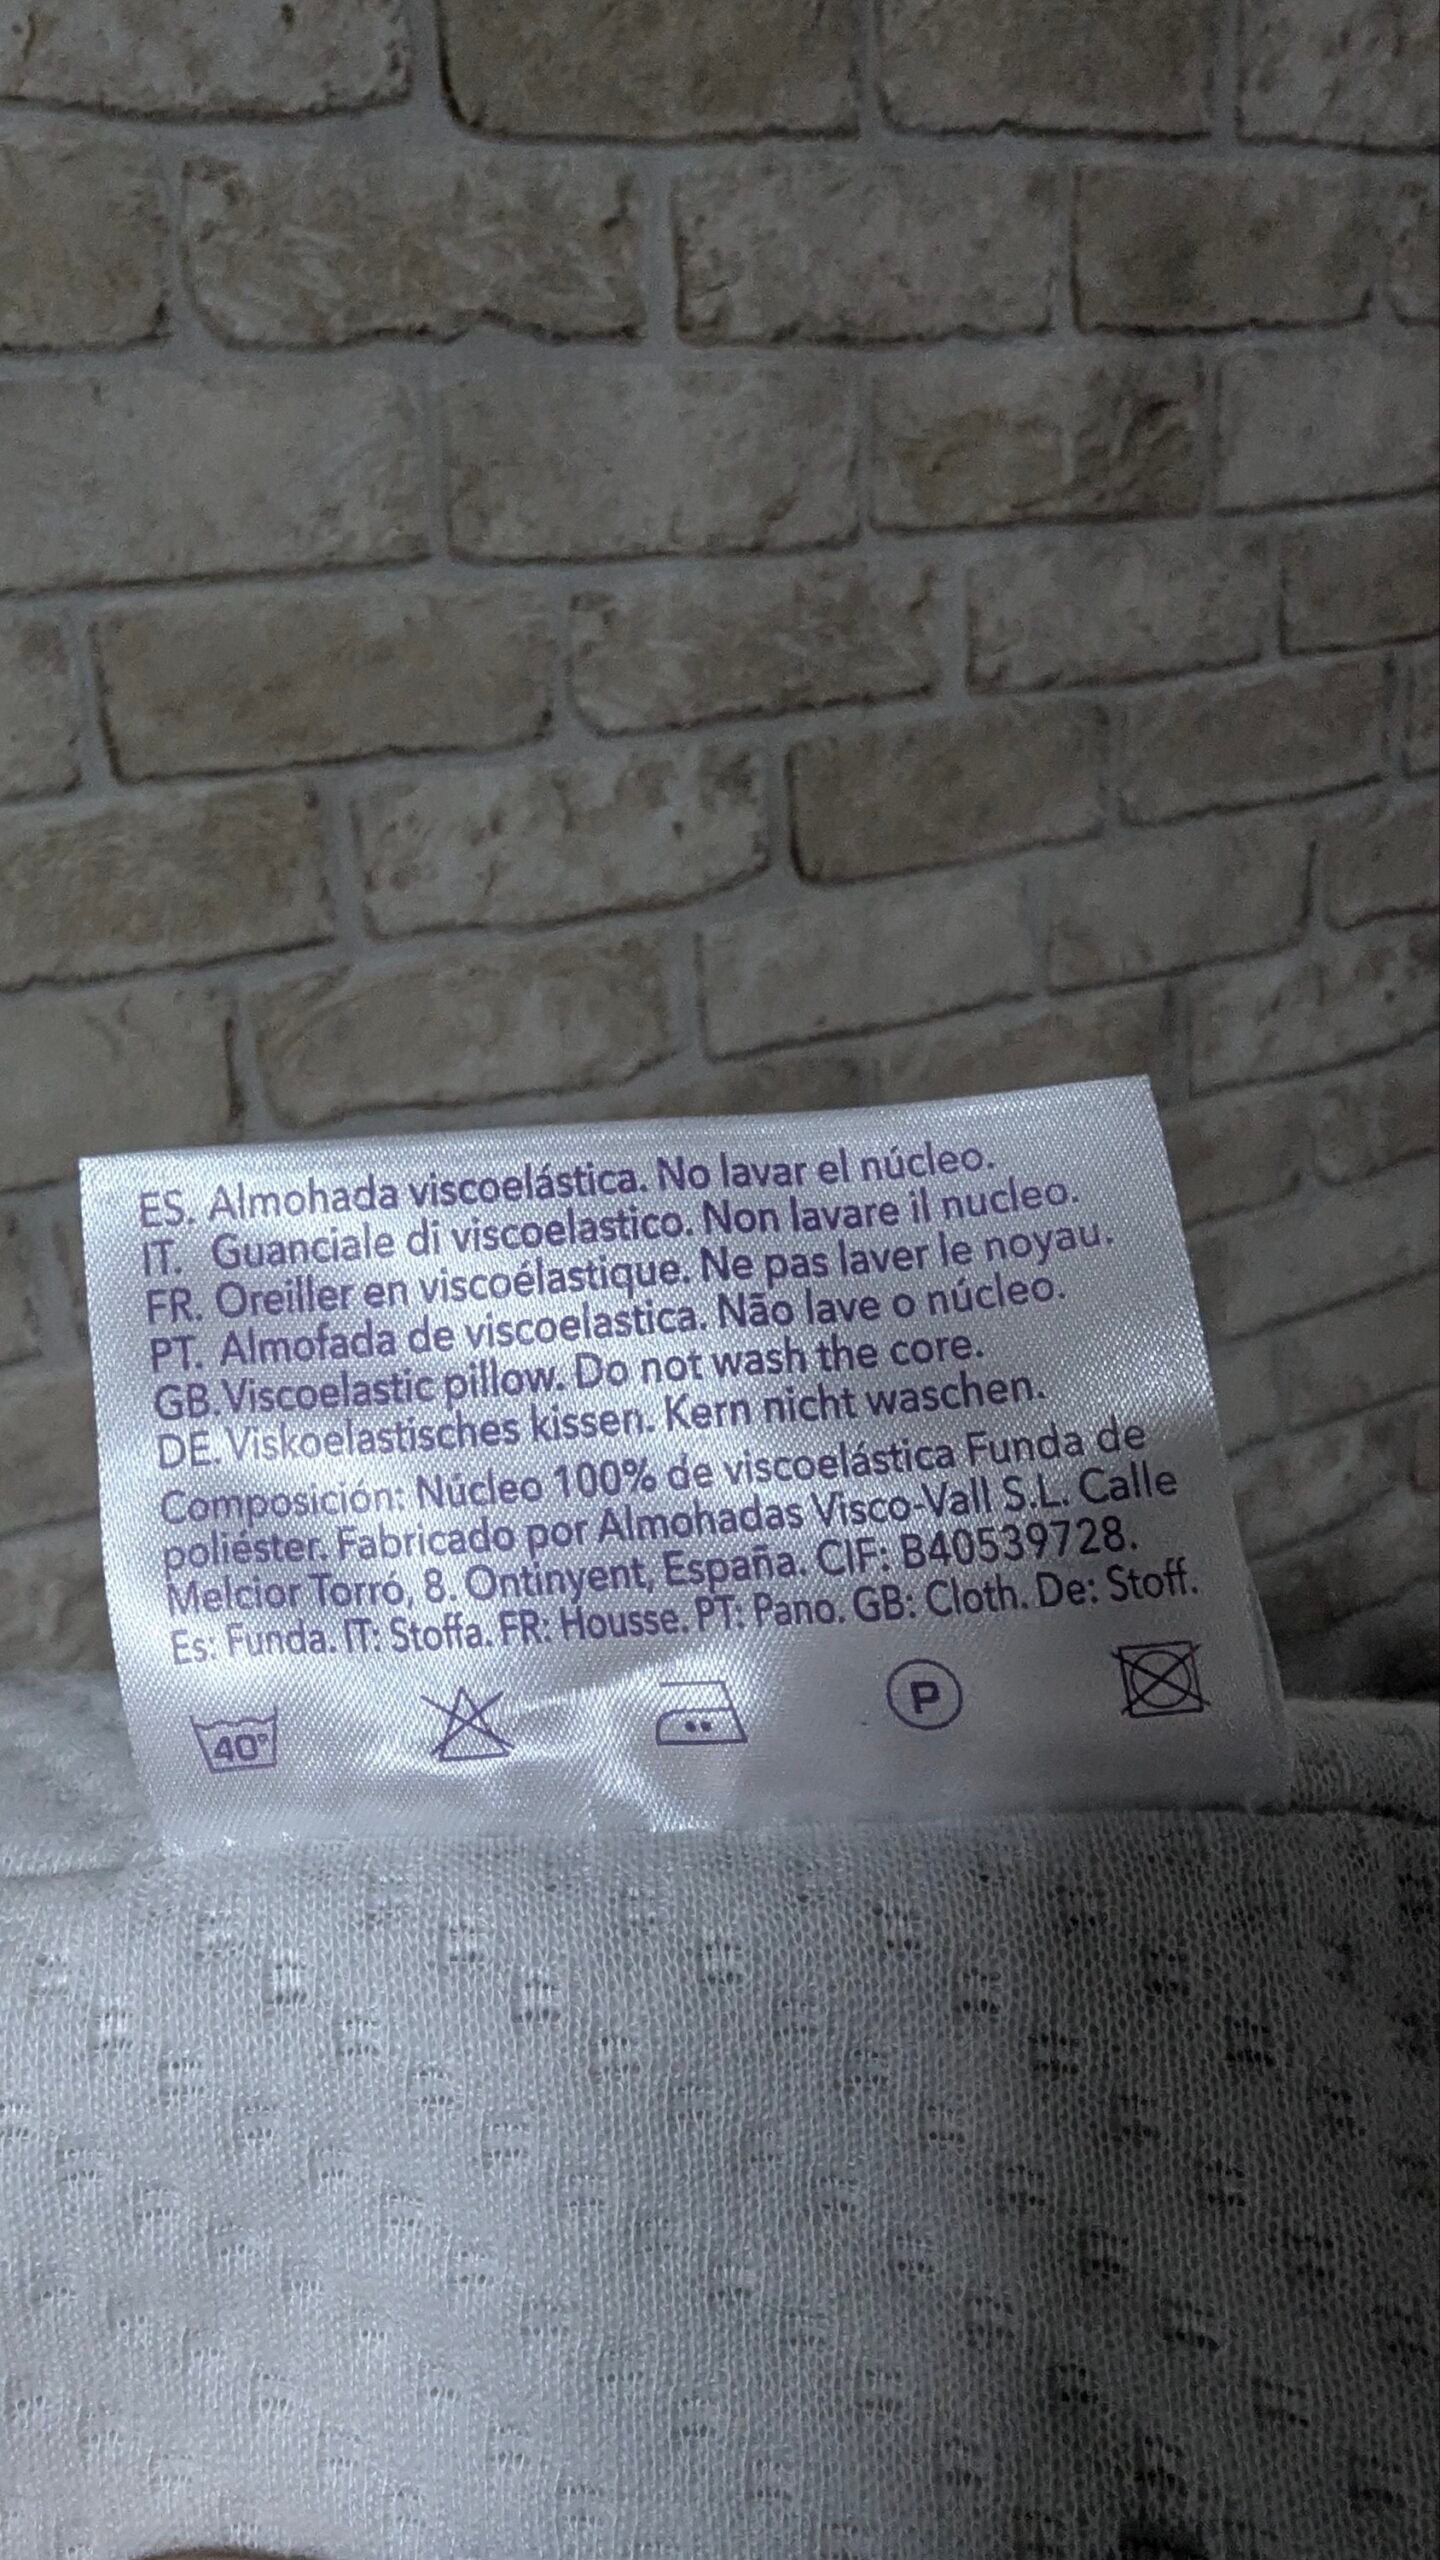 ES. Almohada viscoelástica. No lavar el núcleo.
IT. Guanciale di viscoelastico. Non lavare il nucleo.
FR. Oreiller en viscoélastique. Ne pas laver le noyau.
PT. Almofada de viscoelastica. Não lave o núcleo.
GB. Viscoelastic pillow. Do not wash the core.
DE. Viskoelastisches kissen. Kern nicht waschen.
Composición: Núcleo 100% de viscoelástica Funda de
poliéster. Fabricado por Almohadas Visco-Vall S.L. Calle
Melcior Torró, 8. Ontinyent, España. CIF: B40539728.
Es: Funda. IT: Stoffa. FR: Housse. PT: Pano. GB: Cloth. De: Stoff.
40° P